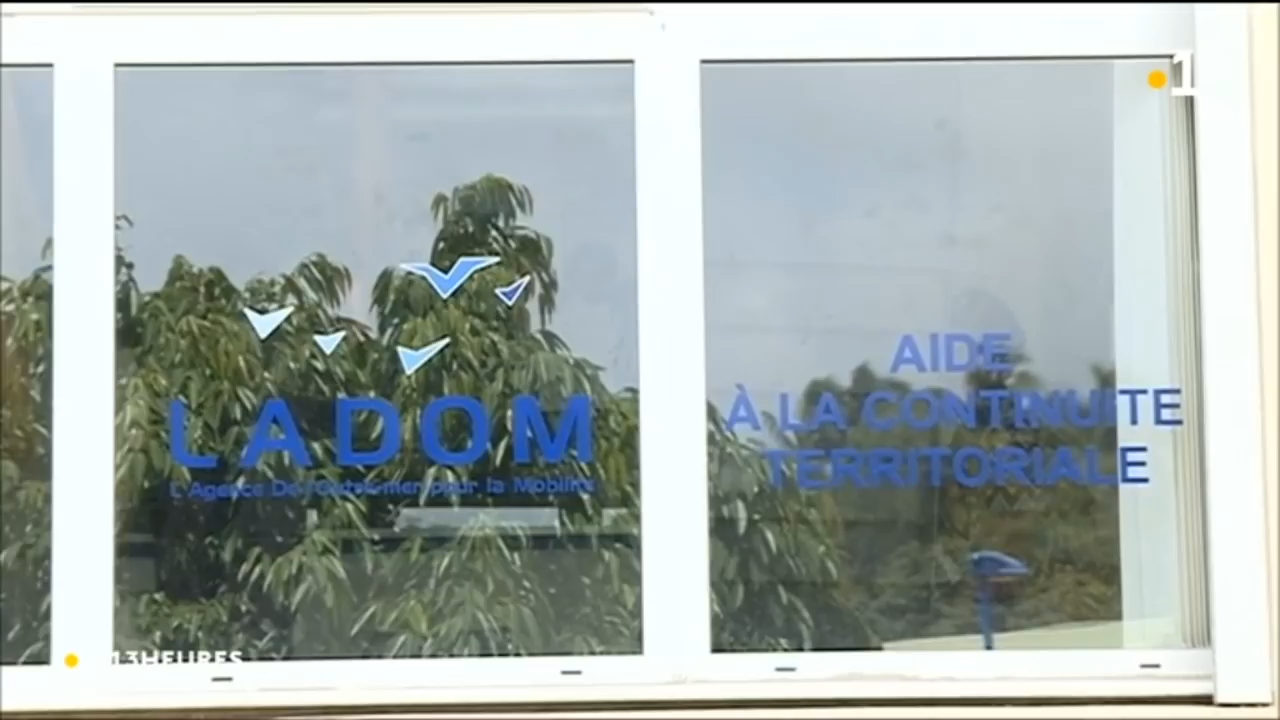 1
AIDE
À LA CONTINUITE
TERRITORIALE
LADOM
L'Agence De l'Outre-mer pour la Mobilité
13HEURES